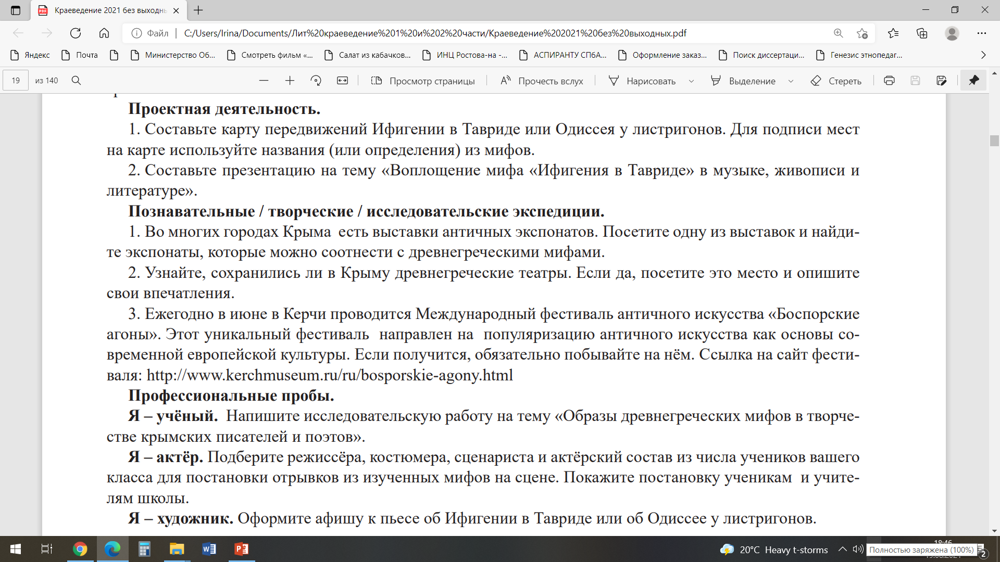 Краеведение 2021 без выходнь
Файл
C:/Users/Irina/Documents/Лит%20краеведение%201%20и%202%20части/Краеведение%202021%20без%20выходных.pdf
Яндекс Почта Министерство Об... Смотреть фильм «... Салат из кабачков... ИНЦ Ростова-на -... АСПИРАНТУ СПбА... Оформление заказ... Поиск диссертаци... Генезис этнопедаг...
19 из 140 Просмотр страницы Прочесть вслух Нарисовать Выделение Стереть
Проектная деятельность.
1. Составьте карту передвижений Ифигении в Тавриде или Одиссея у листригонов. Для подписи мест
на карте используйте названия (или определения) из мифов.
2. Составьте презентацию на тему «Воплощение мифа «Ифигения в Тавриде» в музыке, живописи и
литературе».
Познавательные / творческие / исследовательские экспедиции.
1. Во многих городах Крыма есть выставки античных экспонатов. Посетите одну из выставок и найди-
те экспонаты, которые можно соотнести с древнегреческими мифами.
2. Узнайте, сохранились ли в Крыму древнегреческие театры. Если да, посетите это место и опишите
свои впечатления.
3. Ежегодно в июне в Керчи проводится Международный фестиваль античного искусства «Боспорские
агоны». Этот уникальный фестиваль направлен на популяризацию античного искусства как основы со-
временной европейской культуры. Если получится, обязательно побывайте на нём. Ссылка на сайт фести-
валя: http://www.kerchmuseum.ru/ru/bosporskie-agony.html
Профессиональные пробы.
Я – учёный. Напишите исследовательскую работу на тему «Образы древнегреческих мифов в творче-
стве крымских писателей и поэтов».
Я – актёр. Подберите режиссёра, костюмера, сценариста и актёрский состав из числа учеников вашего
класса для постановки отрывков из изученных мифов на сцене. Покажите постановку ученикам и учите-
лям школы.
Я – художник. Оформите афишу к пьесе об Ифигении в Тавриде или об Одиссее у листригонов.
20°C Heavy t-storms
Полностью заряжена (100%)
2